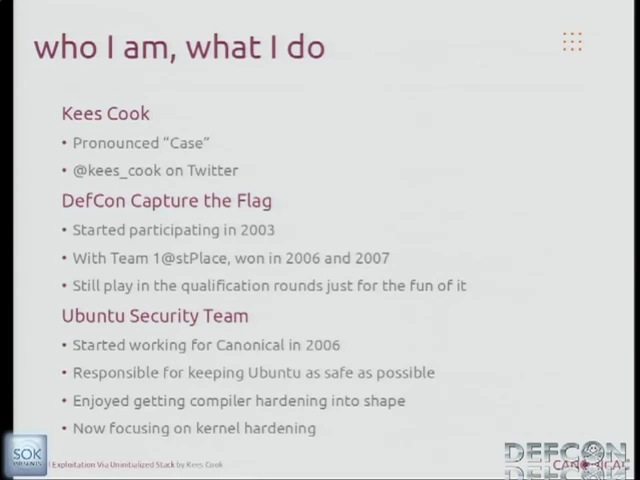 who I am, what I do
Kees Cook
• Pronounced “Case”
• @kees_cook on Twitter
DefCon Capture the Flag
• Started participating in 2003
• With Team 1@stPlace, won in 2006 and 2007
• Still play in the qualification rounds just for the fun of it
Ubuntu Security Team
• Started working for Canonical in 2006
• Responsible for keeping Ubuntu as safe as possible
• Enjoyed getting compiler hardening into shape
• Now focusing on kernel hardening
SOK
PRESENTS
Exploitation Via Uninitialized Stack by Kees Cook
DEFCON
CANONICAL